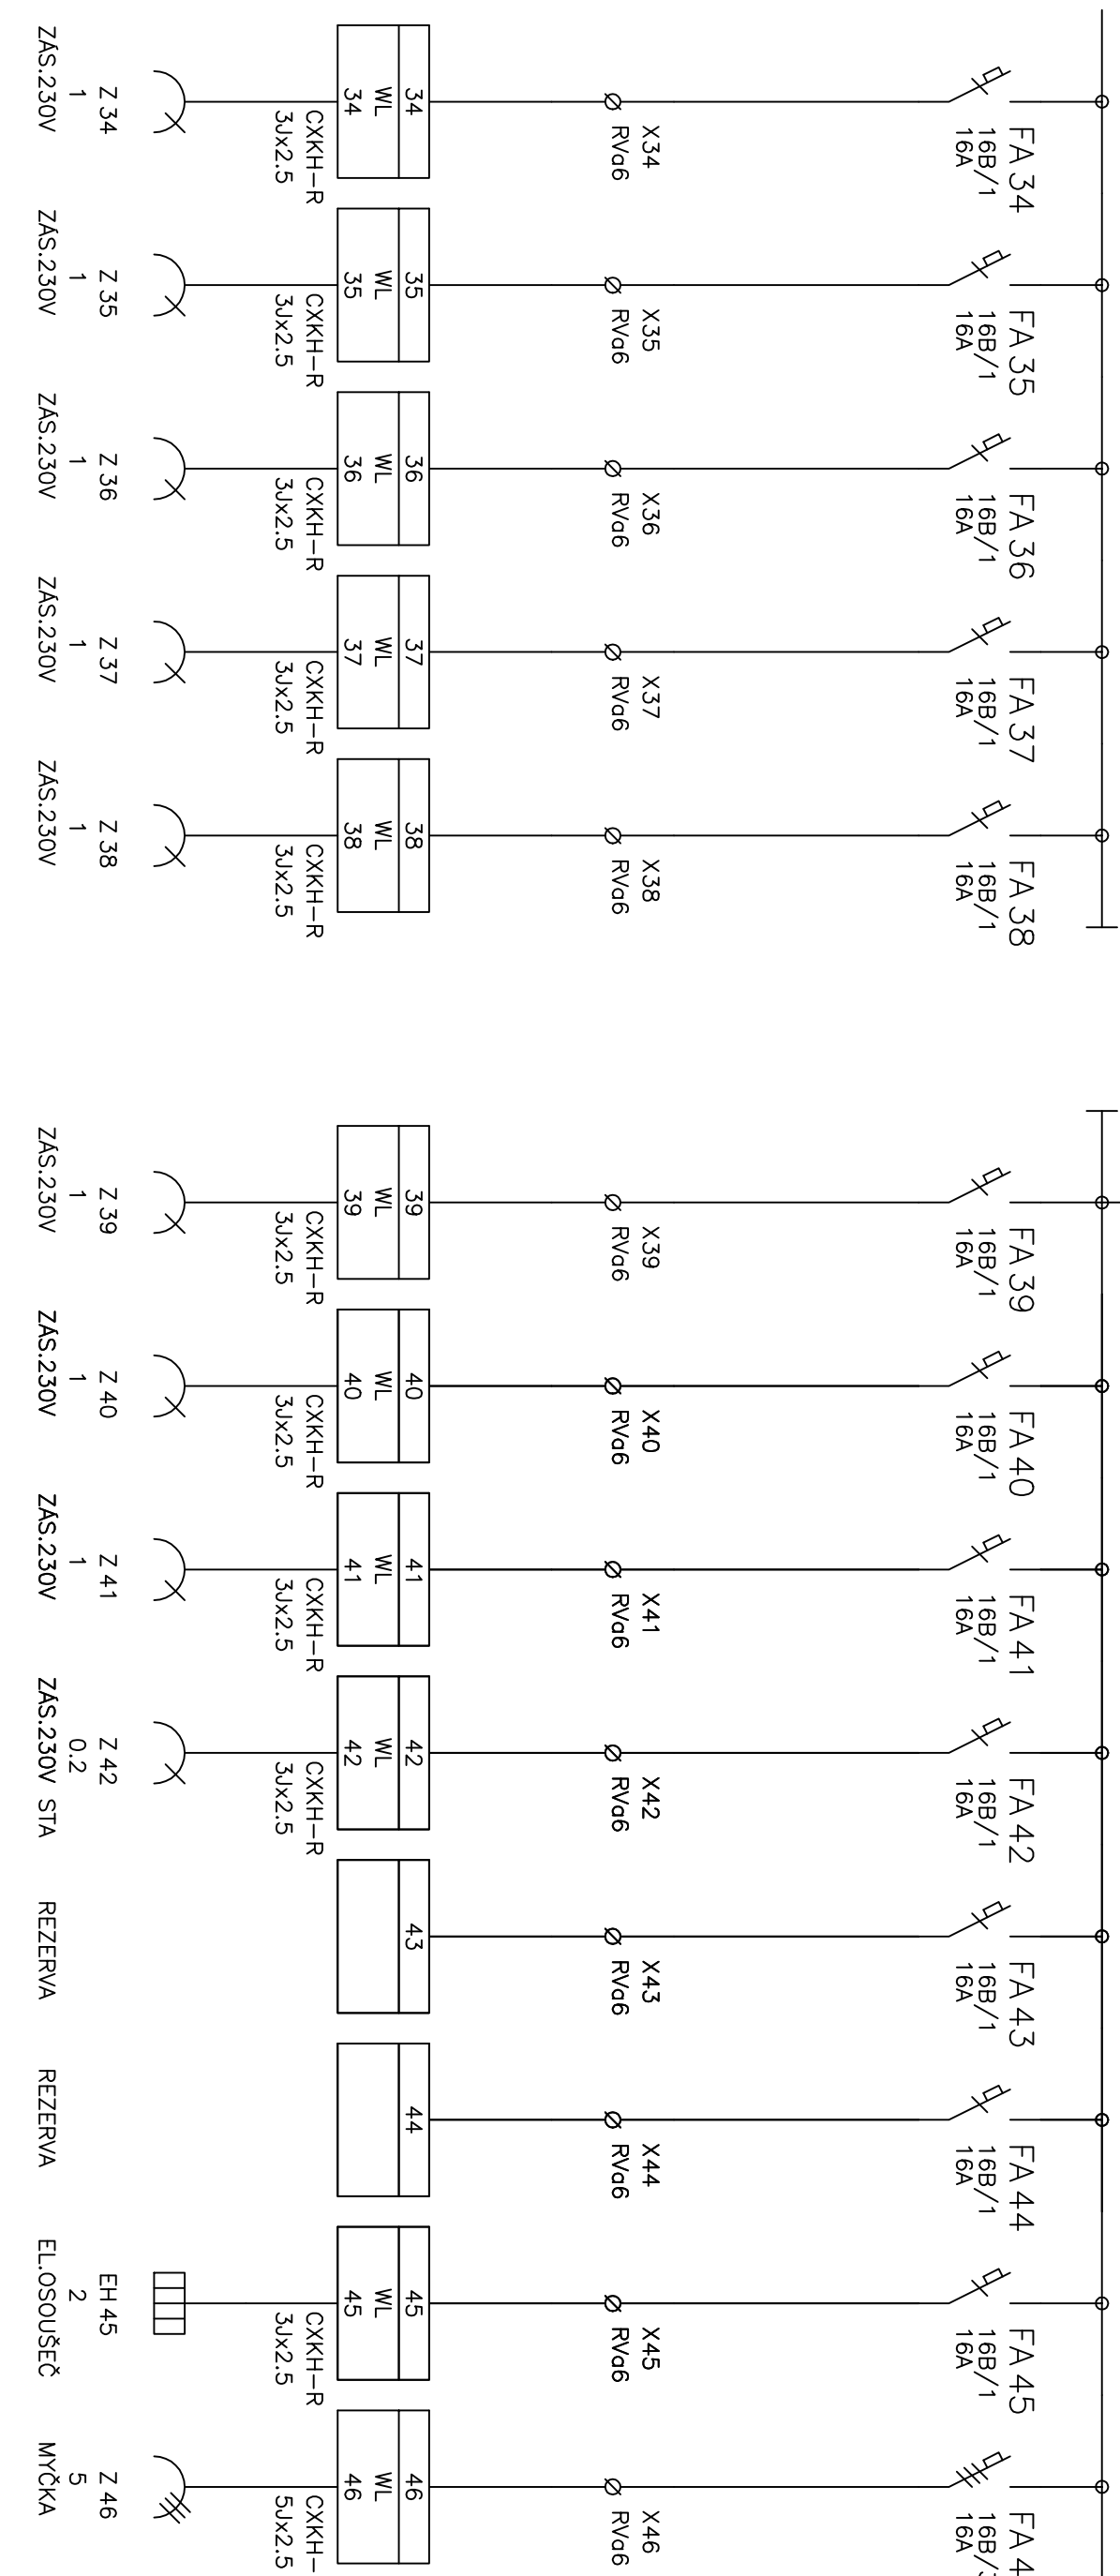 FA 34
16B/1
16A
X34
RVa6
34
WL
34
CXKH-R
3Jx2.5
Z 34
1
ZÁS.230V
FA 35
16B/1
16A
X35
RVa6
35
WL
35
CXKH-R
3Jx2.5
Z 35
1
ZÁS.230V
FA 36
16B/1
16A
X36
RVa6
36
WL
36
CXKH-R
3Jx2.5
Z 36
1
ZÁS.230V
FA 37
16B/1
16A
X37
RVa6
37
WL
37
CXKH-R
3Jx2.5
Z 37
1
ZÁS.230V
FA 38
16B/1
16A
X38
RVa6
38
WL
38
CXKH-R
3Jx2.5
Z 38
1
ZÁS.230V
FA 39
16B/1
16A
X39
RVa6
39
WL
39
CXKH-R
3Jx2.5
Z 39
1
ZÁS.230V
FA 40
16B/1
16A
X40
RVa6
40
WL
40
CXKH-R
3Jx2.5
Z 40
1
ZÁS.230V
FA 41
16B/1
16A
X41
RVa6
41
WL
41
CXKH-R
3Jx2.5
Z 41
1
ZÁS.230V
FA 42
16B/1
16A
X42
RVa6
42
WL
42
CXKH-R
3Jx2.5
Z 42
0.2
ZÁS.230V STA
FA 43
16B/1
16A
X43
RVa6
43
REZERVA
FA 44
16B/1
16A
X44
RVa6
44
REZERVA
FA 45
16B/1
16A
X45
RVa6
45
WL
45
CXKH-R
3Jx2.5
EH 45
2
EL.OSOUŠEČ
FA 4
16B/
16A
X46
RVa6
46
WL
46
CXKH-
5Jx2.5
Z 46
5
MYČKA